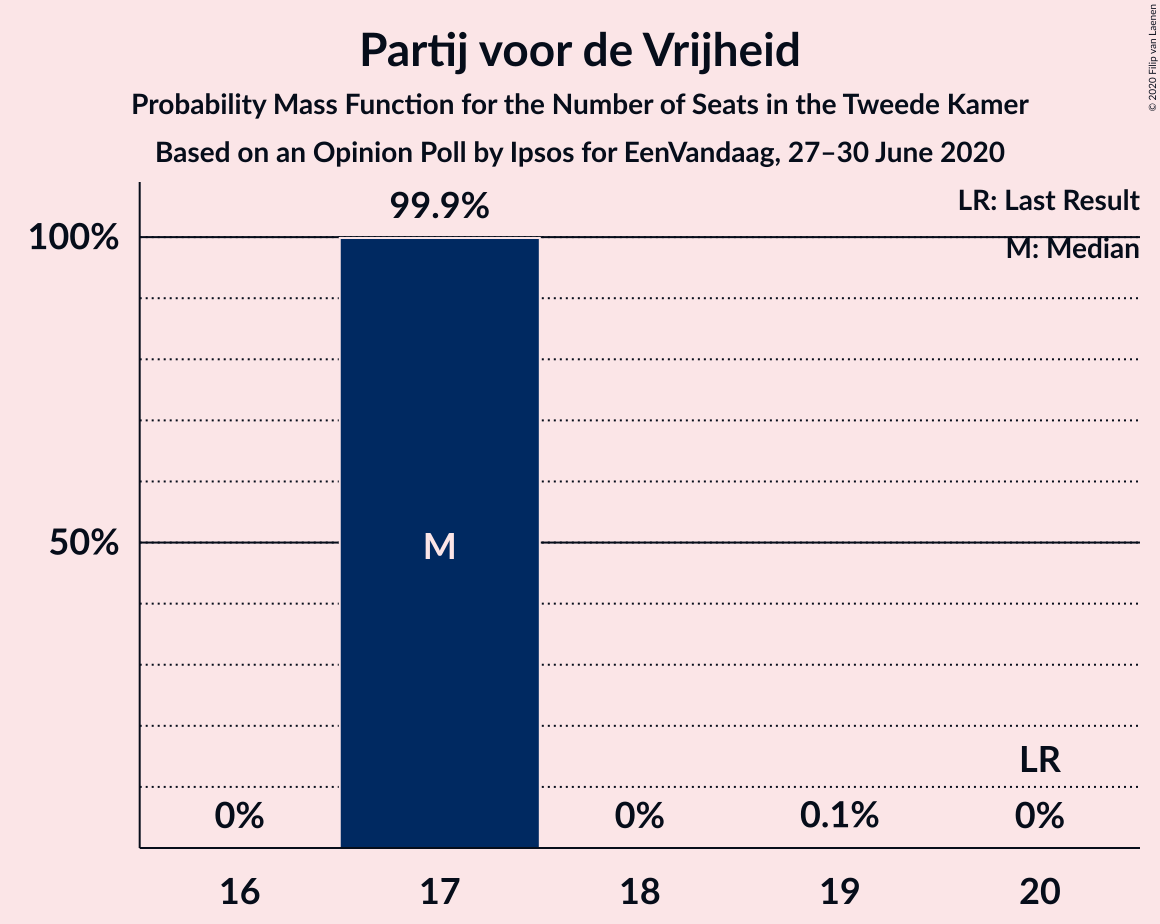 Partij voor de Vrijheid
Probability Mass Function for the Number of Seats in the Tweede Kamer
Based on an Opinion Poll by Ipsos for EenVandaag, 27–30 June 2020
© 2020 Filip van Laenen
LR: Last Result
M: Median
99.9%
100%
50%
M
LR
0%
0%
0.1%
0%
16
17
18
19
20